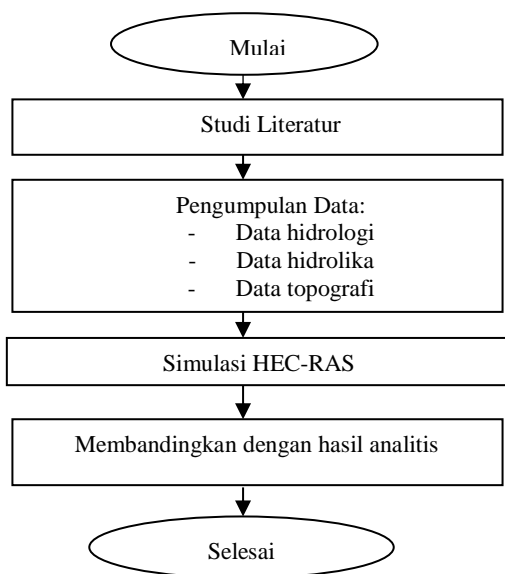 Mulai
Studi Literatur
Pengumpulan Data:
- Data hidrologi
- Data hidrolika
- Data topografi
Simulasi HEC-RAS
Membandingkan dengan hasil analitis
Selesai